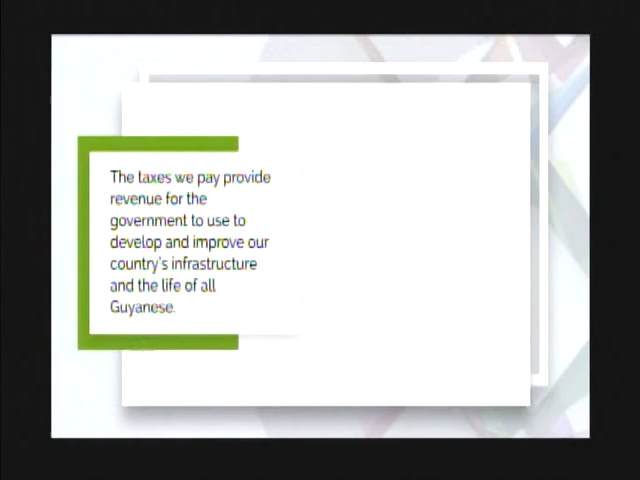 The taxes we pay provide
revenue for the
government to use to
develop and improve our
country's infrastructure
and the life of all
Guyanese.